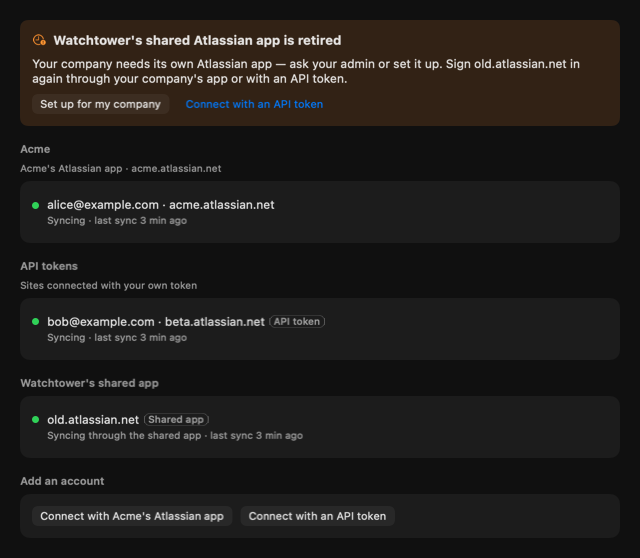 Watchtower's shared Atlassian app is retired
Your company needs its own Atlassian app — ask your admin or set it up. Sign old.atlassian.net in
again through your company's app or with an API token.
Set up for my company
Connect with an API token
Acme
Acme's Atlassian app · acme.atlassian.net
alice@example.com · acme.atlassian.net
Syncing · last sync 3 min ago
API tokens
Sites connected with your own token
bob@example.com · beta.atlassian.net API token
Syncing · last sync 3 min ago
Watchtower's shared app
old.atlassian.net Shared app
Syncing through the shared app · last sync 3 min ago
Add an account
Connect with Acme's Atlassian app
Connect with an API token